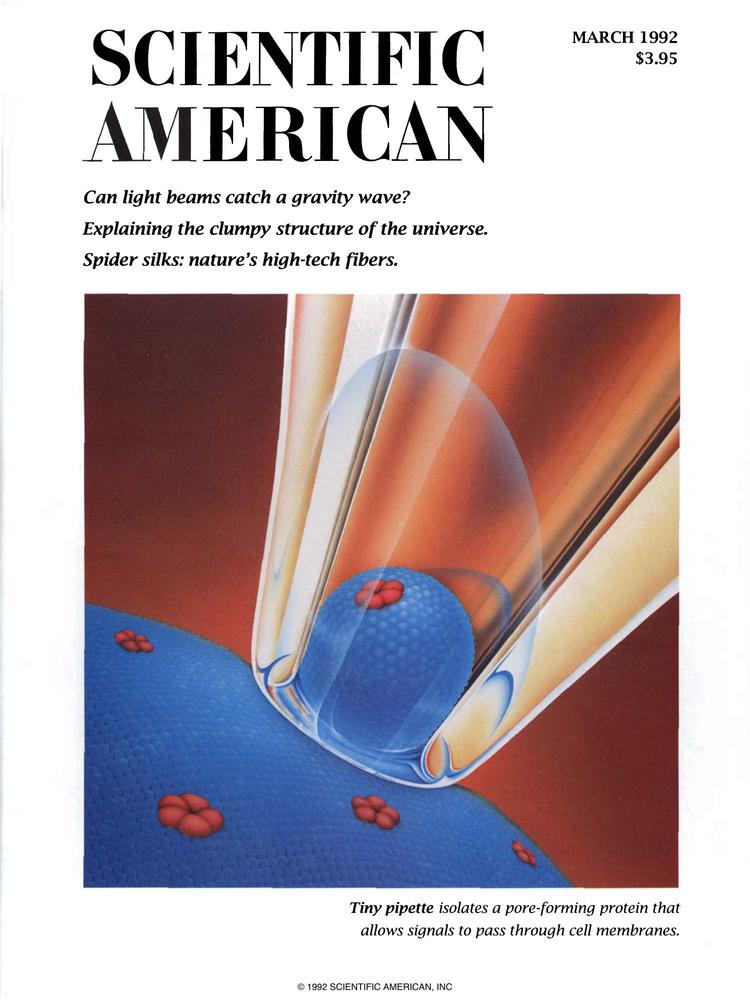 SCIENTIFIC
AMERICAN
MARCH 1992
$3.95
Can light beams catch a gravity wave?
Explaining the clumpy structure of the universe.
Spider silks: nature's high-tech fibers.
Tiny pipette isolates a pore-forming protein that
allows signals to pass through cell membranes.
© 1992 SCIENTIFIC AMERICAN, INC